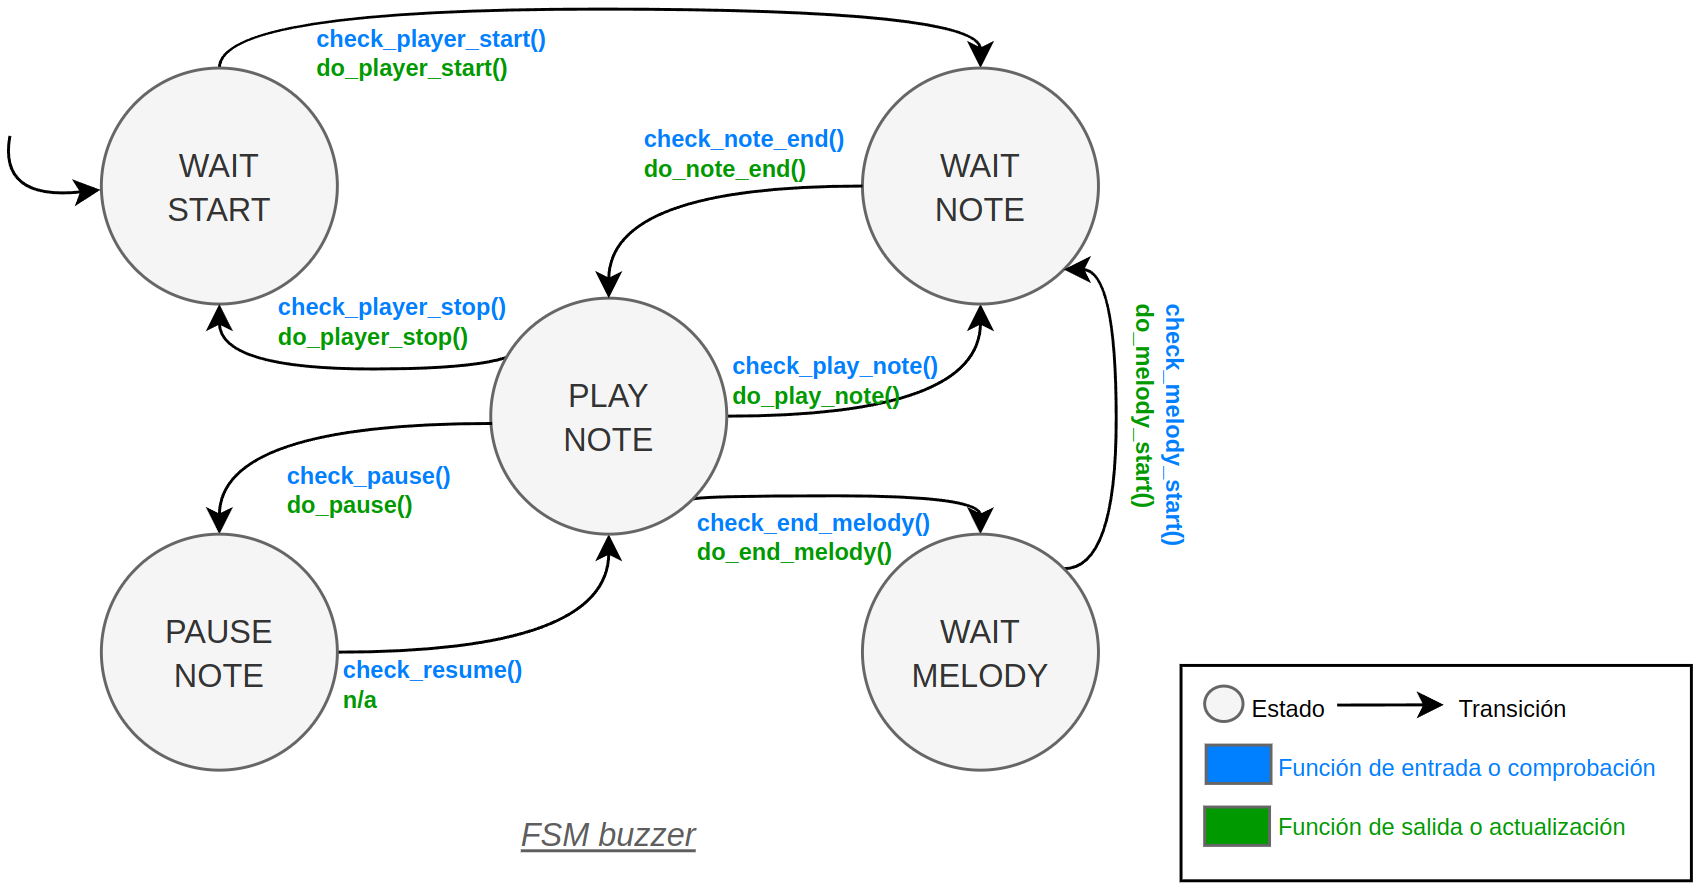 check_player_start()
do_player_start()
WAIT
START
check_note_end()
do_note_end()
WAIT
NOTE
check_player_stop()
do_player_stop()
PLAY
NOTE
check_play_note()
do_play_note()
check_melody_start()
do_melody_start()
check_pause()
do_pause()
check_end_melody()
do_end_melody()
PAUSE
NOTE
check_resume()
n/a
WAIT
MELODY
Estado
Transición
Función de entrada o comprobación
Función de salida o actualización
FSM buzzer